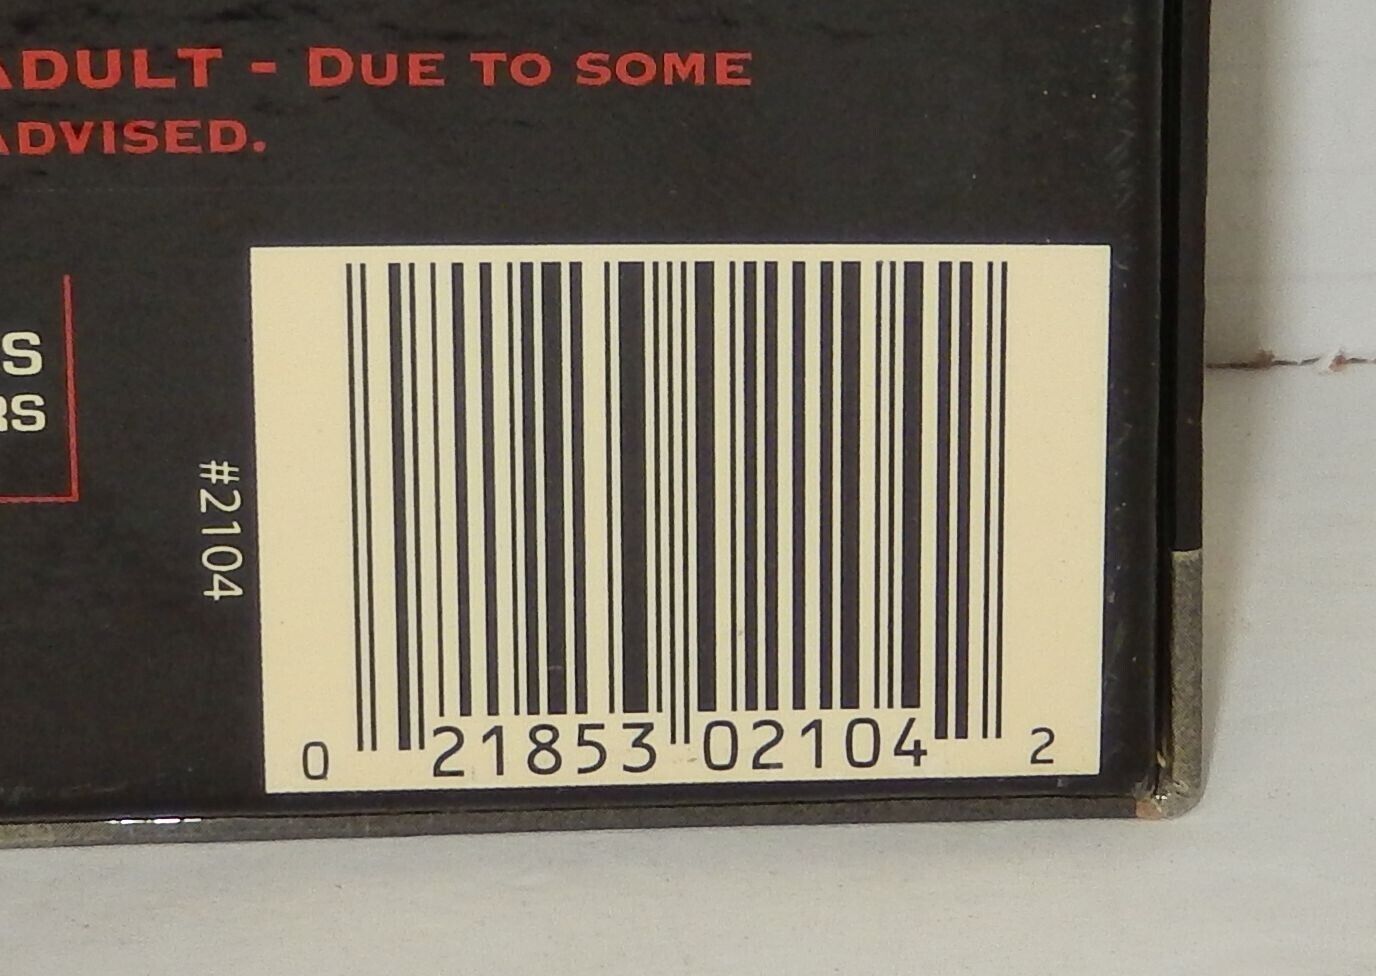 ADULT - DUE TO SOME
ADVISED.
S
RS
#2104
0 21853 02104 2